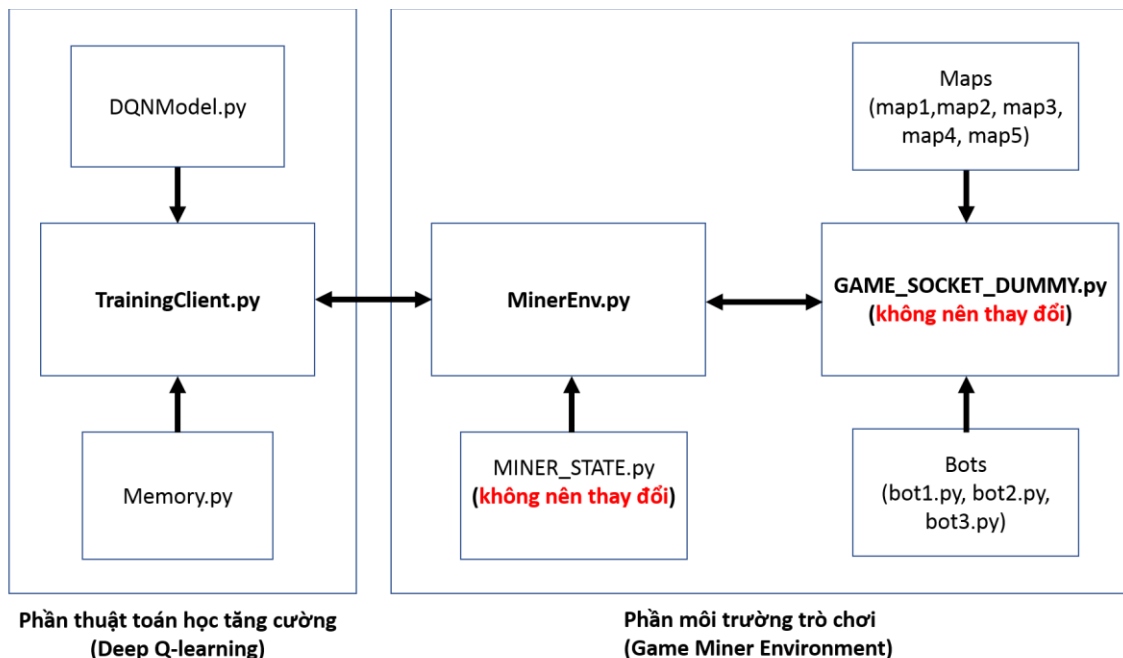 DQNModel.py
TrainingClient.py
Memory.py
Phần thuật toán học tăng cường
(Deep Q-learning)
Maps
(map1,map2, map3,
map4, map5)
MinerEnv.py
GAME_SOCKET_DUMMY.py
(không nên thay đổi)
MINER_STATE.py
(không nên thay đổi)
Bots
(bot1.py, bot2.py,
bot3.py)
Phần môi trường trò chơi
(Game Miner Environment)